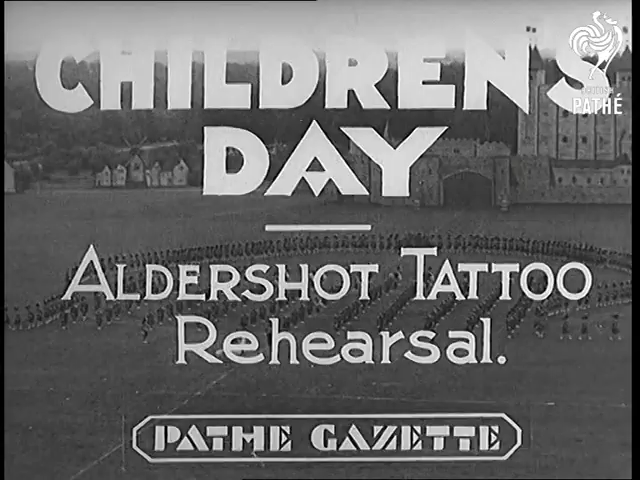 BRITISH
PATHÉ
CHILDREN'S
DAY
ALDERSHOT TATTOO
Rehearsal.
PATHE GAZETTE